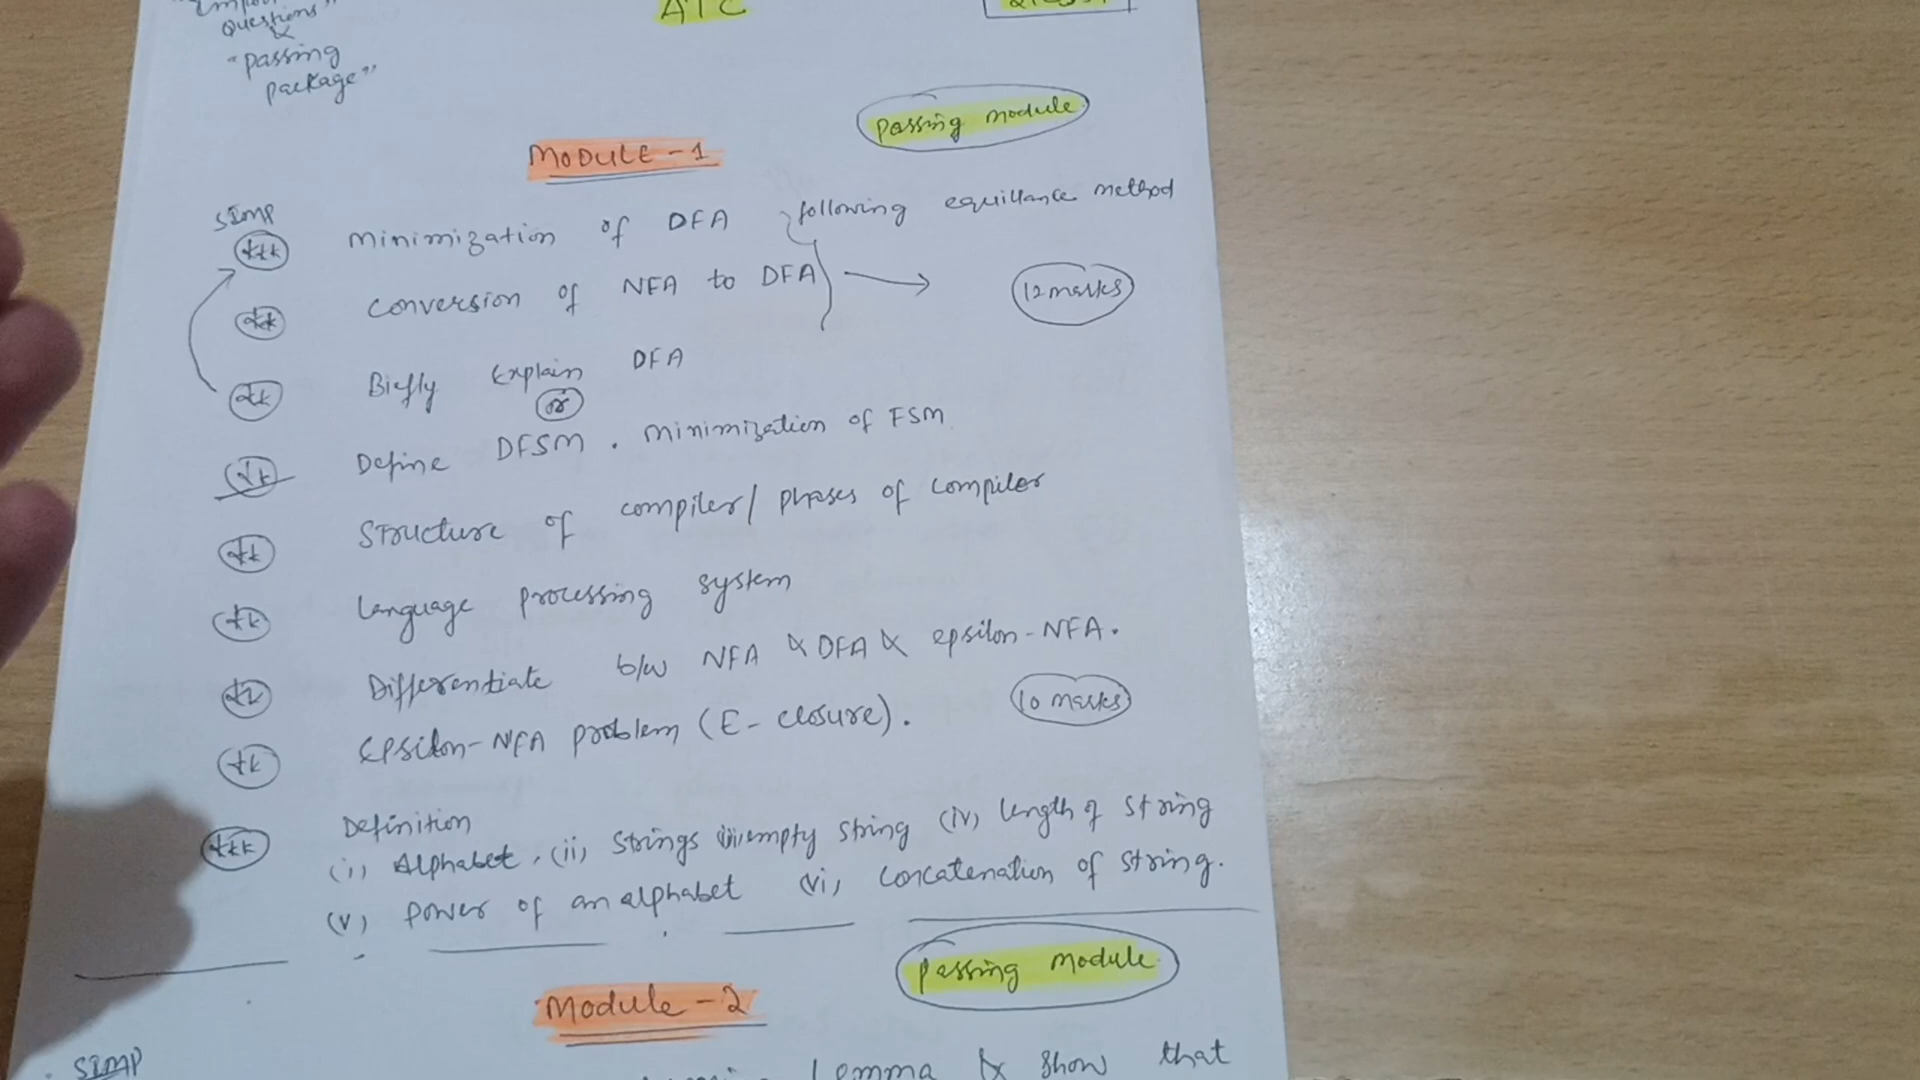 Questions"
&
"passing
package"
ATC
Passing module
MODULE-1
SIMP
*** Minimization of DFA } following equillance method
** Conversion of NFA to DFA → 12 marks
** Biefly Explain DFA
or
** Define DFSM. Minimization of FSM
** Structure of compiler/ phases of compiler
** Language processing system
** Differentiate b/w NFA & DFA & epsilon-NFA.
** Epsilon-NFA problem (E-closure). 10 marks
*** Definition
(i) Alphabet, (ii) Strings (iii) empty string (iv) length of string
(v) Power of an alphabet (vi) Concatenation of string.
Passing module
Module-2
SIMP
Lemma & show that